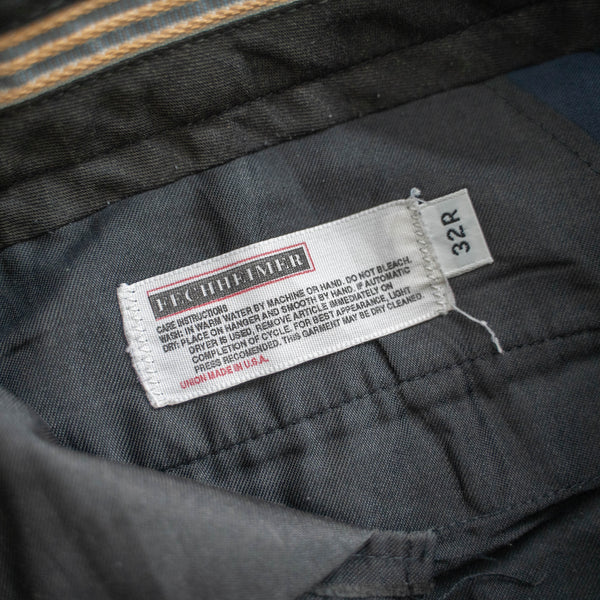 FECHHEIMER
CARE INSTRUCTIONS
WASH: IN WARM WATER BY MACHINE OR HAND. DO NOT BLEACH.
DRY: PLACE ON HANGER AND SMOOTH BY HAND. IF AUTOMATIC
DRYER IS USED, REMOVE ARTICLE IMMEDIATELY ON
COMPLETION OF CYCLE. FOR BEST APPEARANCE, LIGHT
PRESS RECOMENDED. THIS GARMENT MAY BE DRY CLEANED.
UNION MADE IN U.S.A.
32R